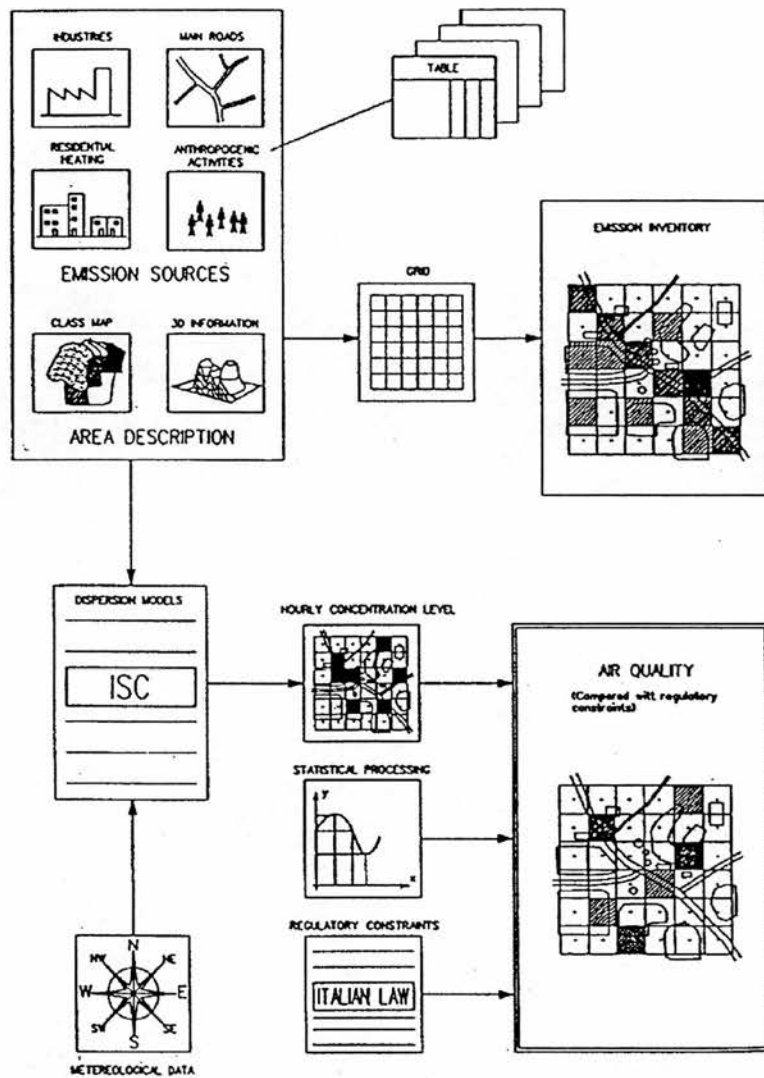 INDUSTRIES
MAIN ROADS
TABLE
RESIDENTIAL
HEATING
ANTHROPOGENIC
ACTIVITIES
EMISSION SOURCES
CLASS MAP
3D INFORMATION
AREA DESCRIPTION
GRID
EMISSION INVENTORY
DISPERSION MODELS
ISC
HOURLY CONCENTRATION LEVEL
AIR QUALITY
(Compared witt regulatory
constraints)
STATISTICAL PROCESSING
y
x
REGULATORY CONSTRAINTS
ITALIAN LAW
N
NW
NE
W
E
SW
SE
S
METEREOLOGICAL DATA